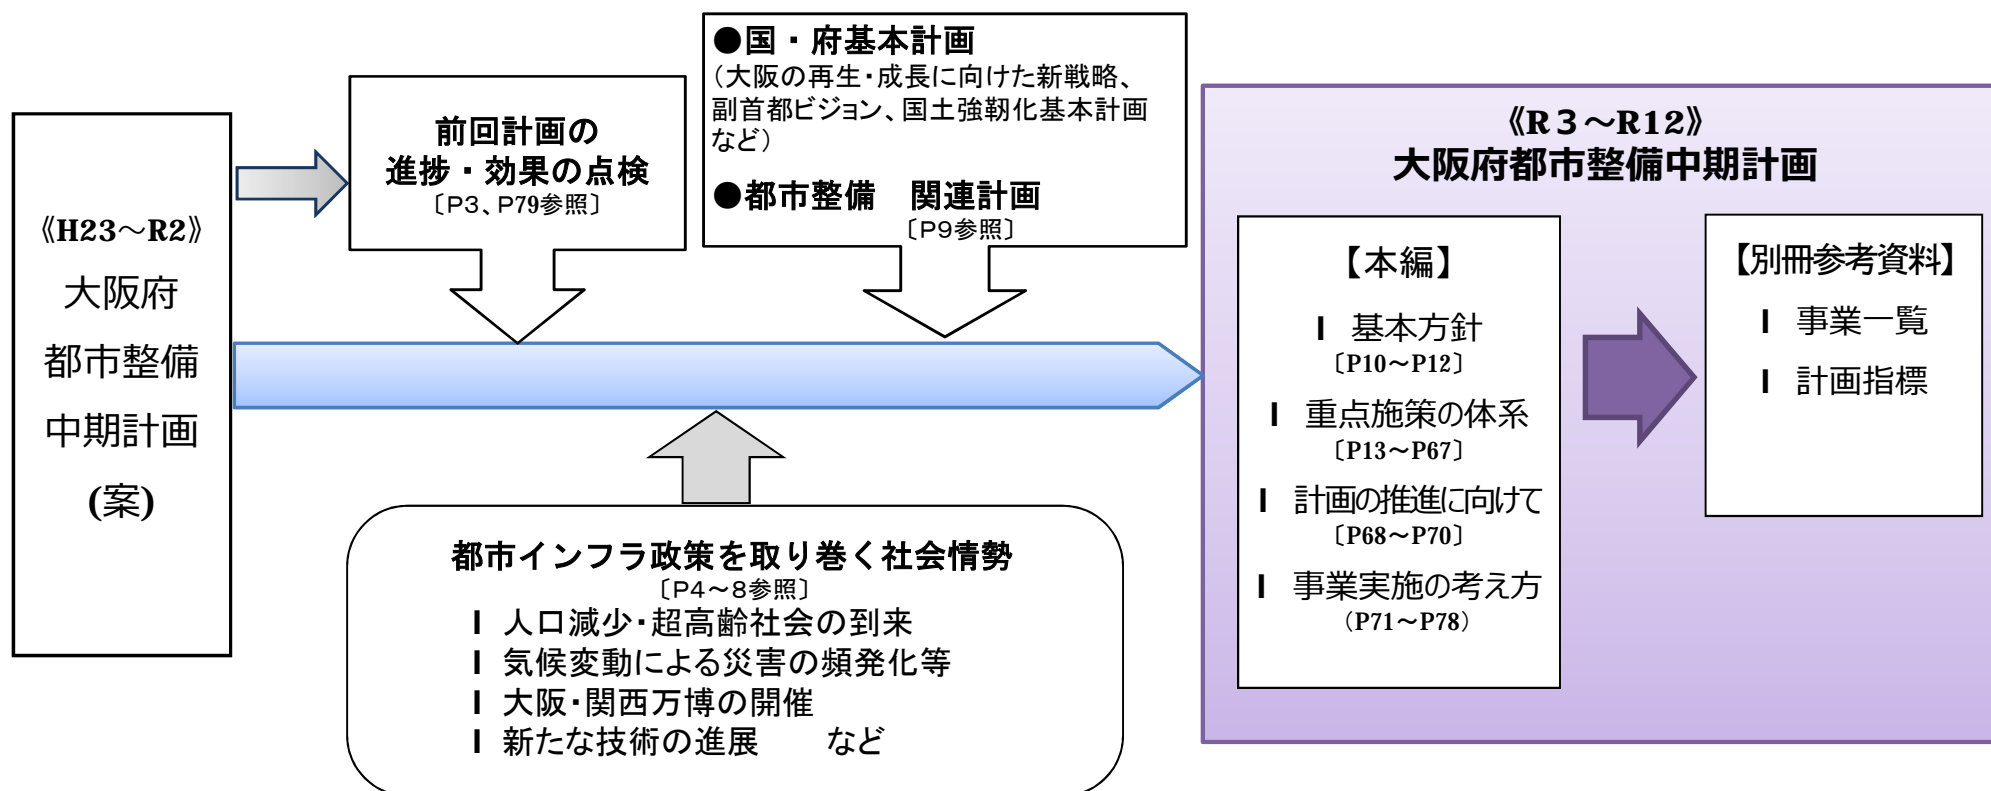 《H23～R2》
大阪府
都市整備
中期計画
(案)
前回計画の
進捗・効果の点検
〔P3、P79参照〕
●国・府基本計画
（大阪の再生・成長に向けた新戦略、
副首都ビジョン、国土強靭化基本計画
など）
●都市整備　関連計画
〔P9参照〕
都市インフラ政策を取り巻く社会情勢
〔P4～8参照〕
l 人口減少・超高齢社会の到来
l 気候変動による災害の頻発化等
l 大阪・関西万博の開催
l 新たな技術の進展　　など
《R３～R12》
大阪府都市整備中期計画
【本編】
l 基本方針
〔P10～P12〕
l 重点施策の体系
〔P13～P67〕
l 計画の推進に向けて
〔P68～P70〕
l 事業実施の考え方
（P71～P78）
【別冊参考資料】
l 事業一覧
l 計画指標